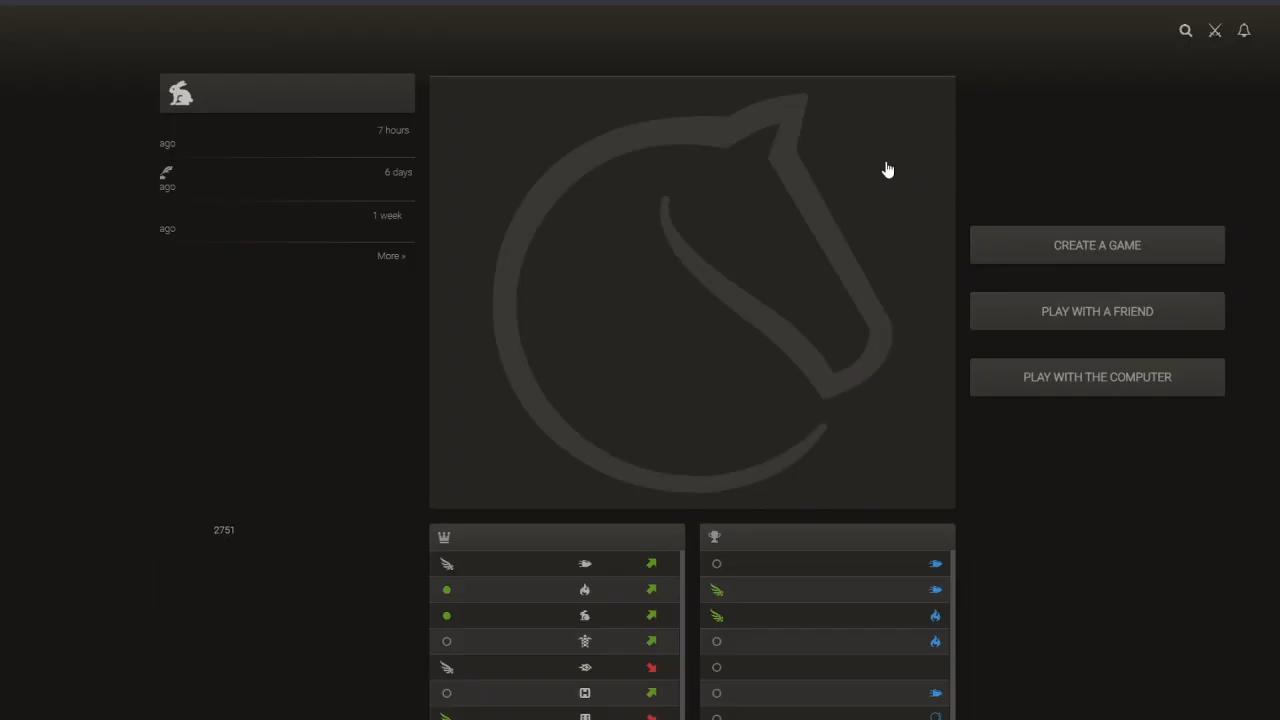 7 hours
ago
6 days
ago
1 week
ago
More »
CREATE A GAME
PLAY WITH A FRIEND
PLAY WITH THE COMPUTER
2751